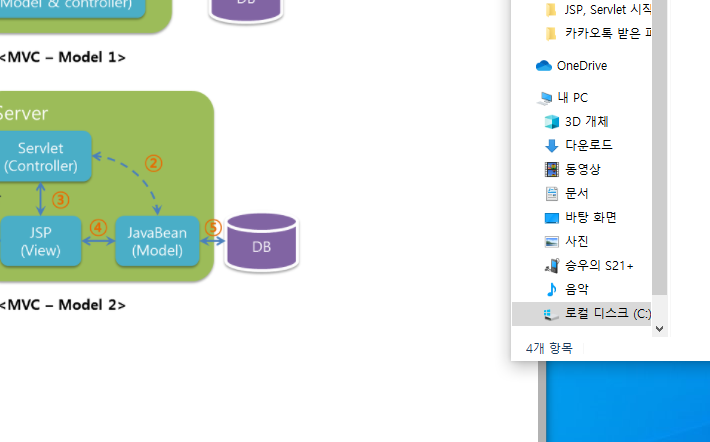 Model & controller)
DB
<MVC – Model 1>
Server
Servlet
(Controller)
②
③
JSP
(View)
④
JavaBean
(Model)
⑤
DB
<MVC – Model 2>
JSP, Servlet 시작
카카오톡 받은 파
OneDrive
내 PC
3D 개체
다운로드
동영상
문서
바탕 화면
사진
승우의 S21+
음악
로컬 디스크 (C:)
4개 항목